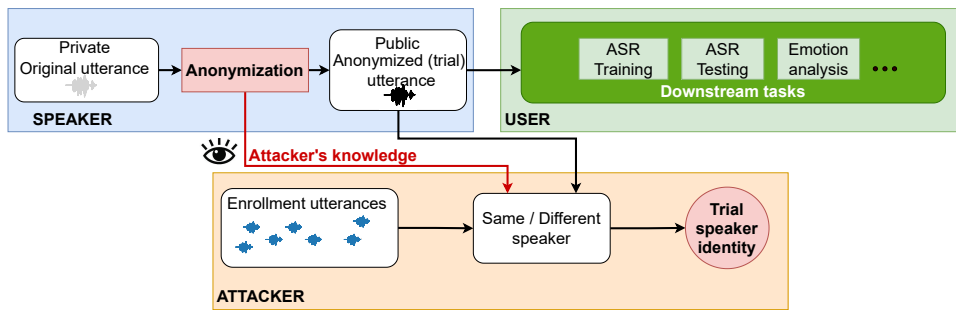 Private
Original utterance
Anonymization
Public
Anonymized (trial)
utterance
SPEAKER
ASR
Training
ASR
Testing
Emotion
analysis
Downstream tasks
USER
Attacker's knowledge
Enrollment utterances
Same / Different
speaker
Trial
speaker
identity
ATTACKER